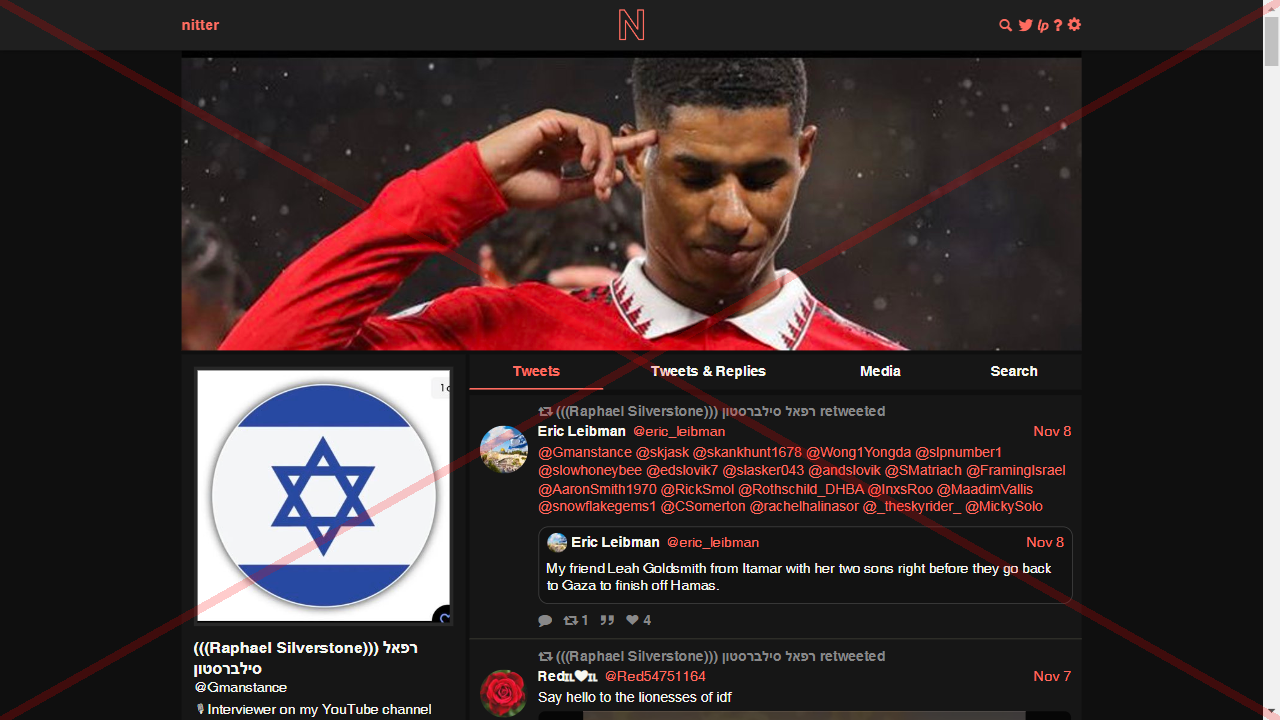 nitter
N
lp ?
Tweets
Tweets & Replies
Media
Search
(((Raphael Silverstone))) רפאל סילברסטון retweeted
Eric Leibman @eric_leibman Nov 8
@Gmanstance @skjask @skankhunt1678 @Wong1Yongda @slpnumber1
@slowhoneybee @edslovik7 @slasker043 @andslovik @SMatriach @FramingIsrael
@AaronSmith1970 @RickSmol @Rothschild_DHBA @InxsRoo @MaadimVallis
@snowflakegems1 @CSomerton @rachelhalinasor @_theskyrider_ @MickySolo
Eric Leibman @eric_leibman Nov 8
My friend Leah Goldsmith from Itamar with her two sons right before they go back
to Gaza to finish off Hamas.
1 4
(((Raphael Silverstone))) רפאל סילברסטון retweeted
Red🇮🇱🤍🇮🇱 @Red54751164 Nov 7
Say hello to the lionesses of idf
(((Raphael Silverstone))) רפאל
סילברסטון
@Gmanstance
🎙️Interviewer on my YouTube channel